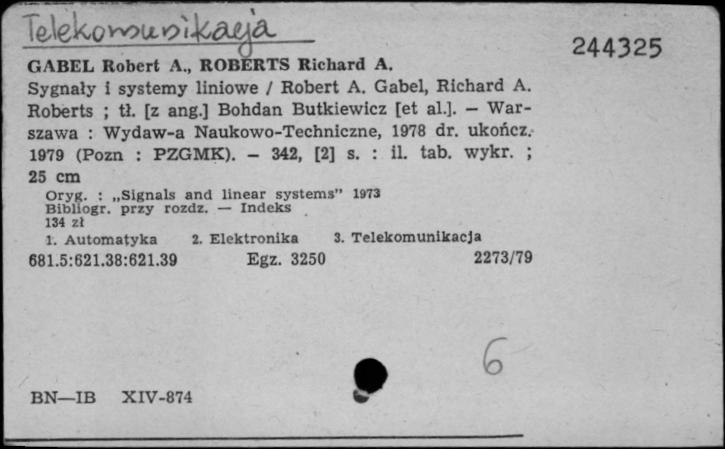 Telekomunikacja
244325
GABEL Robert A., ROBERTS Richard A.
Sygnały i systemy liniowe / Robert A. Gabel, Richard A.
Roberts ; tł. [z ang.] Bohdan Butkiewicz [et al.]. — War-
szawa : Wydaw-a Naukowo-Techniczne, 1978 dr. ukończ.
1979 (Pozn : PZGMK). — 342, [2] s. : il. tab. wykr. ;
25 cm
Oryg. : „Signals and linear systems” 1973
Bibliogr. przy rozdz. — Indeks
134 zł
1. Automatyka 2. Elektronika 3. Telekomunikacja
681.5:621.38:621.39 Egz. 3250 2273/79
6
BN—IB XIV-874